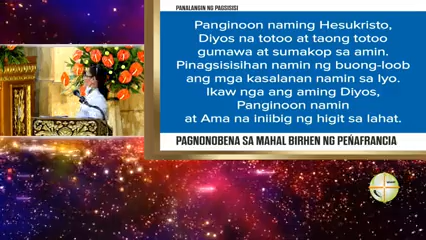 PANALANGIN NG PAGSISISI
Panginoon naming Hesukristo,
Diyos na totoo at taong totoo
gumawa at sumakop sa amin.
Pinagsisisihan namin ng buong-loob
ang mga kasalanan namin sa Iyo.
Ikaw nga ang aming Diyos,
Panginoon namin
at Ama na iniibig ng higit sa lahat.
PAGNONOBENA SA MAHAL BIRHEN NG PEÑAFRANCIA